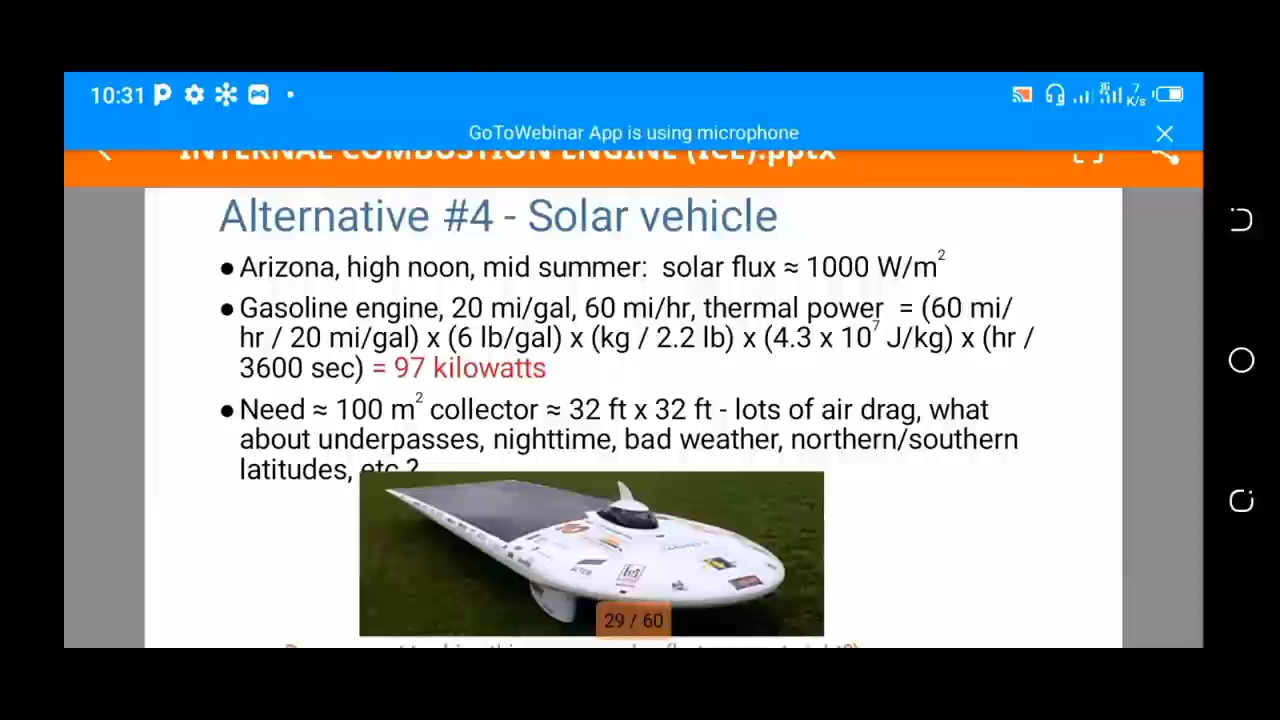 10:31
7
K/s
GoToWebinar App is using microphone
INTERNAL COMBUSTION ENGINE (ICE).pptx
Alternative #4 - Solar vehicle
● Arizona, high noon, mid summer: solar flux ≈ 1000 W/m²
● Gasoline engine, 20 mi/gal, 60 mi/hr, thermal power = (60 mi/
hr / 20 mi/gal) x (6 lb/gal) x (kg / 2.2 lb) x (4.3 x 10⁷ J/kg) x (hr /
3600 sec) = 97 kilowatts
● Need ≈ 100 m² collector ≈ 32 ft x 32 ft - lots of air drag, what
about underpasses, nighttime, bad weather, northern/southern
latitudes, etc.?
29 / 60